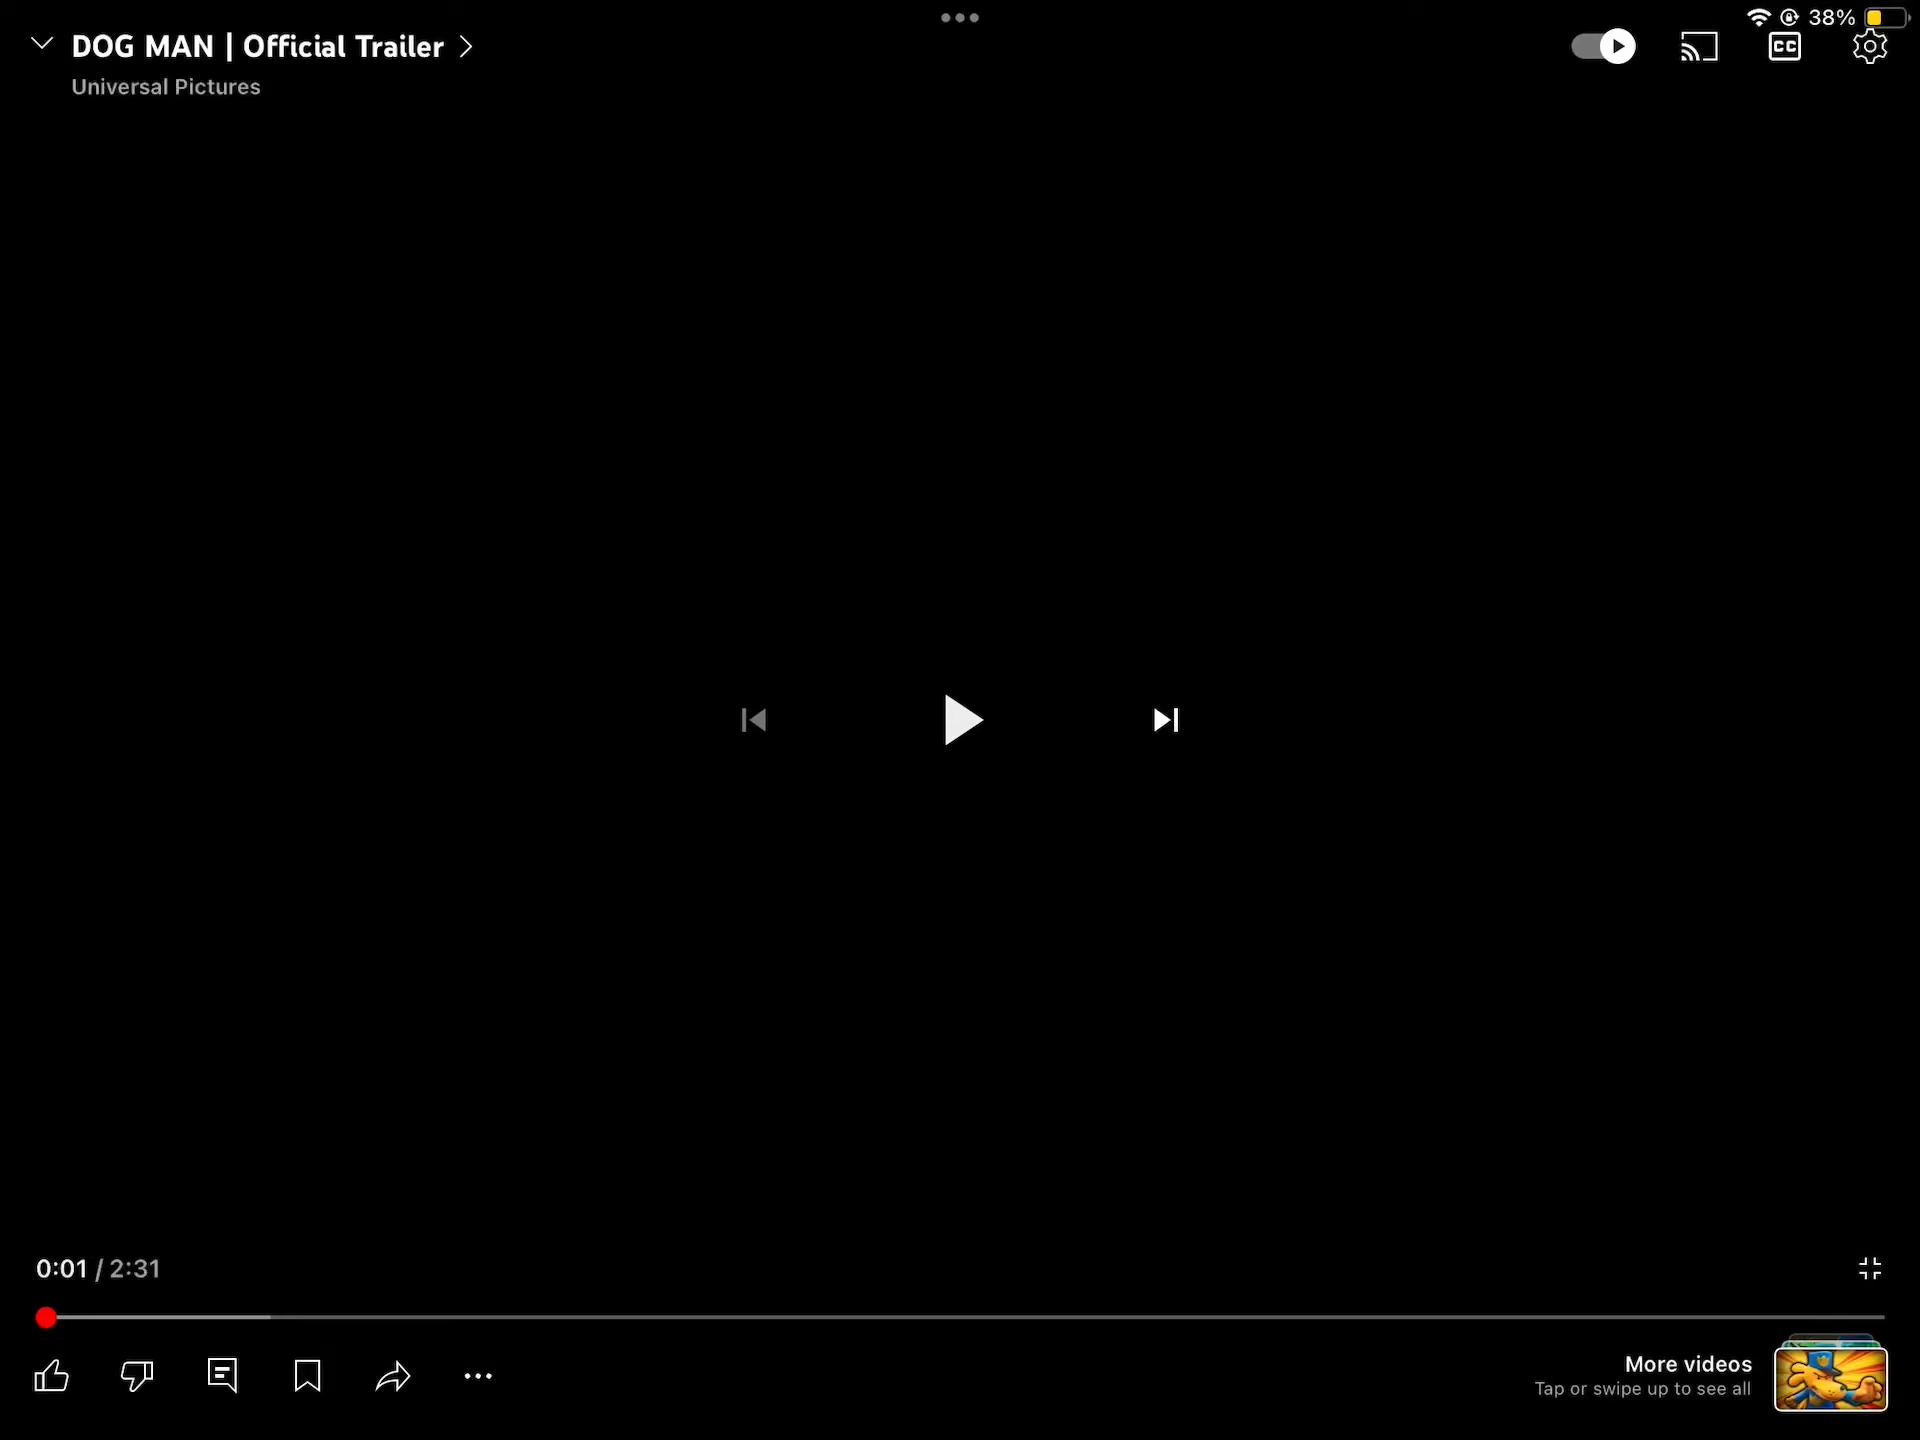 38%
DOG MAN | Official Trailer
Universal Pictures
CC
0:01 / 2:31
More videos
Tap or swipe up to see all